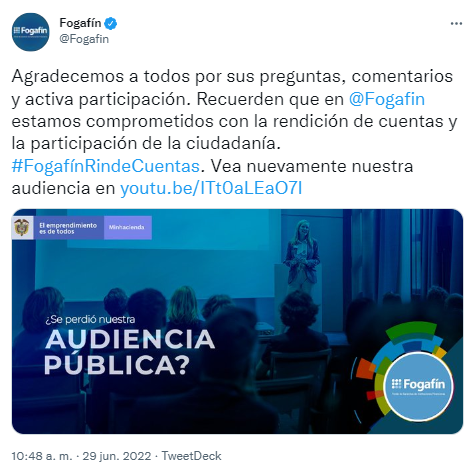 Fogafín
@Fogafin
Agradecemos a todos por sus preguntas, comentarios
y activa participación. Recuerden que en @Fogafin
estamos comprometidos con la rendición de cuentas y
la participación de la ciudadanía.
#FogafínRindeCuentas. Vea nuevamente nuestra
audiencia en youtu.be/ITt0aLEaO7I
El emprendimiento
es de todos
Minhacienda
¿Se perdió nuestra
AUDIENCIA
PÚBLICA?
Fogafín
10:48 a. m. · 29 jun. 2022 · TweetDeck